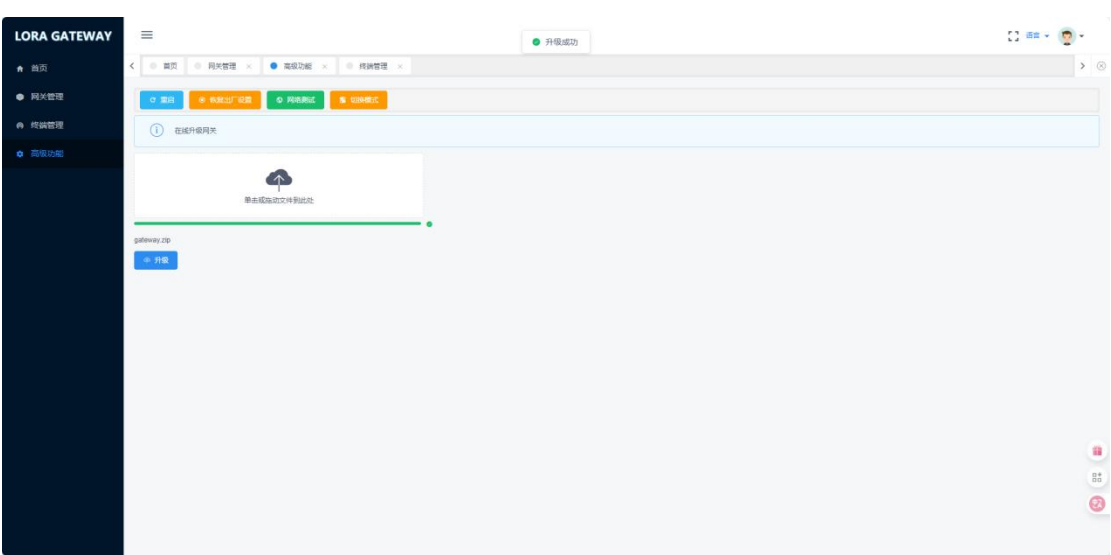 LORA GATEWAY
升级成功
语言
首页
网关管理
终端管理
高级功能
首页 网关管理 高级功能 终端管理
重启 恢复出厂设置 网络测试 切换模式
在线升级网关
单击或拖动文件到此处
gateway.zip
升级